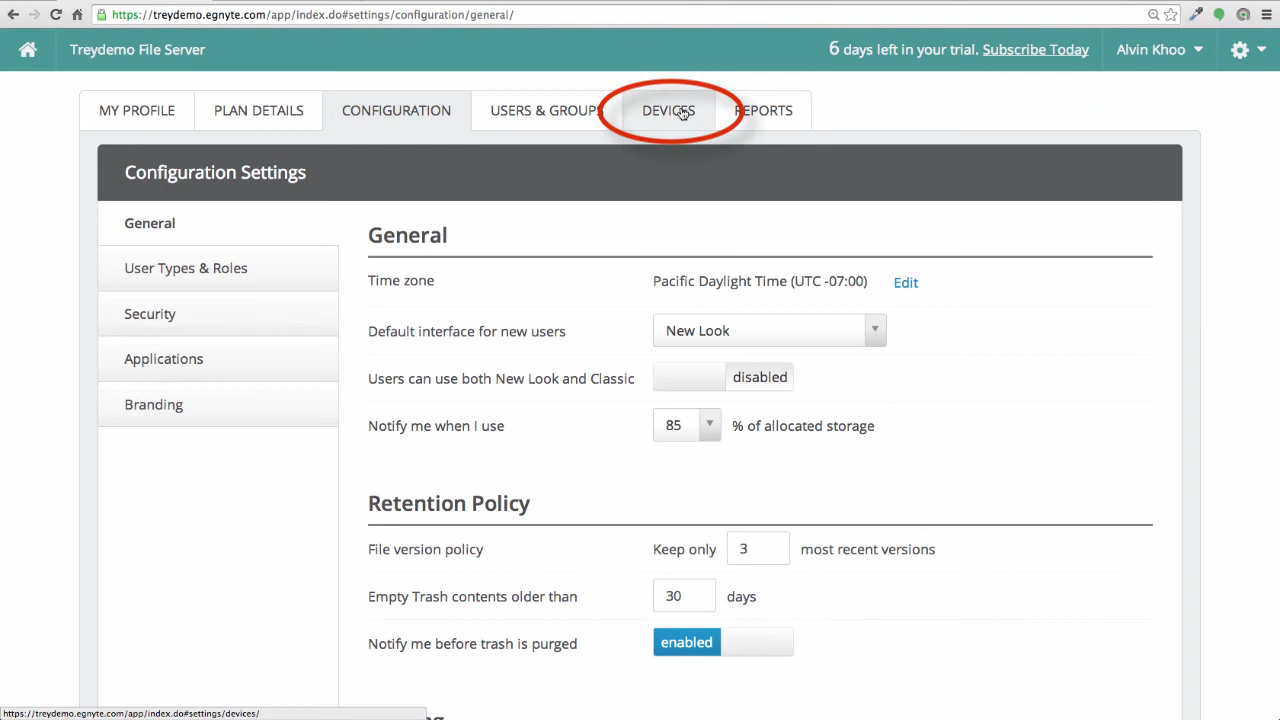 https://treydemo.egnyte.com/app/index.do#settings/configuration/general/
Treydemo File Server
6 days left in your trial. Subscribe Today
Alvin Khoo
MY PROFILE
PLAN DETAILS
CONFIGURATION
USERS & GROUPS
DEVICES
REPORTS
Configuration Settings
General
User Types & Roles
Security
Applications
Branding
General
Time zone
Pacific Daylight Time (UTC -07:00) Edit
Default interface for new users
New Look
Users can use both New Look and Classic
disabled
Notify me when I use
85 % of allocated storage
Retention Policy
File version policy
Keep only 3 most recent versions
Empty Trash contents older than
30 days
Notify me before trash is purged
enabled
https://treydemo.egnyte.com/app/index.do#settings/devices/